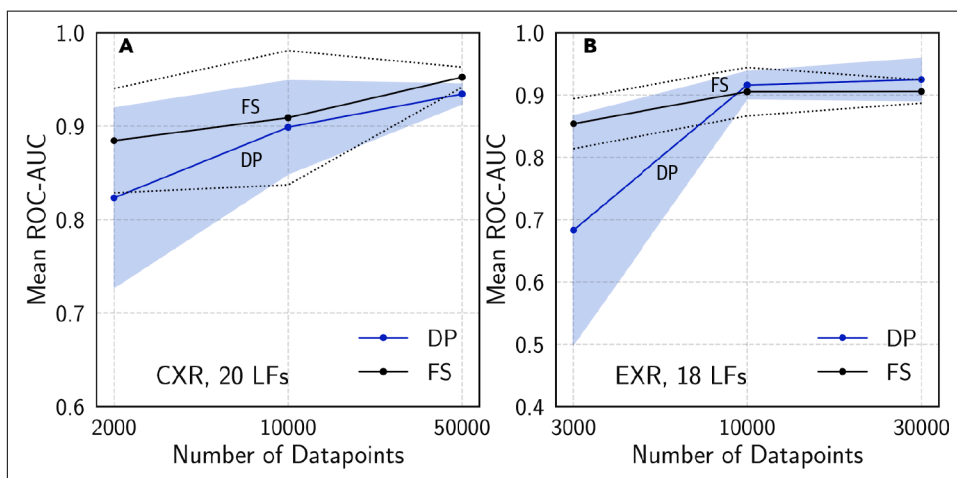 A
1.0
0.9
0.8
0.7
0.6
Mean ROC-AUC
FS
DP
DP
FS
CXR, 20 LFs
2000
10000
50000
Number of Datapoints
B
1.0
0.9
0.8
0.7
0.6
0.5
0.4
Mean ROC-AUC
FS
DP
DP
FS
EXR, 18 LFs
3000
10000
30000
Number of Datapoints